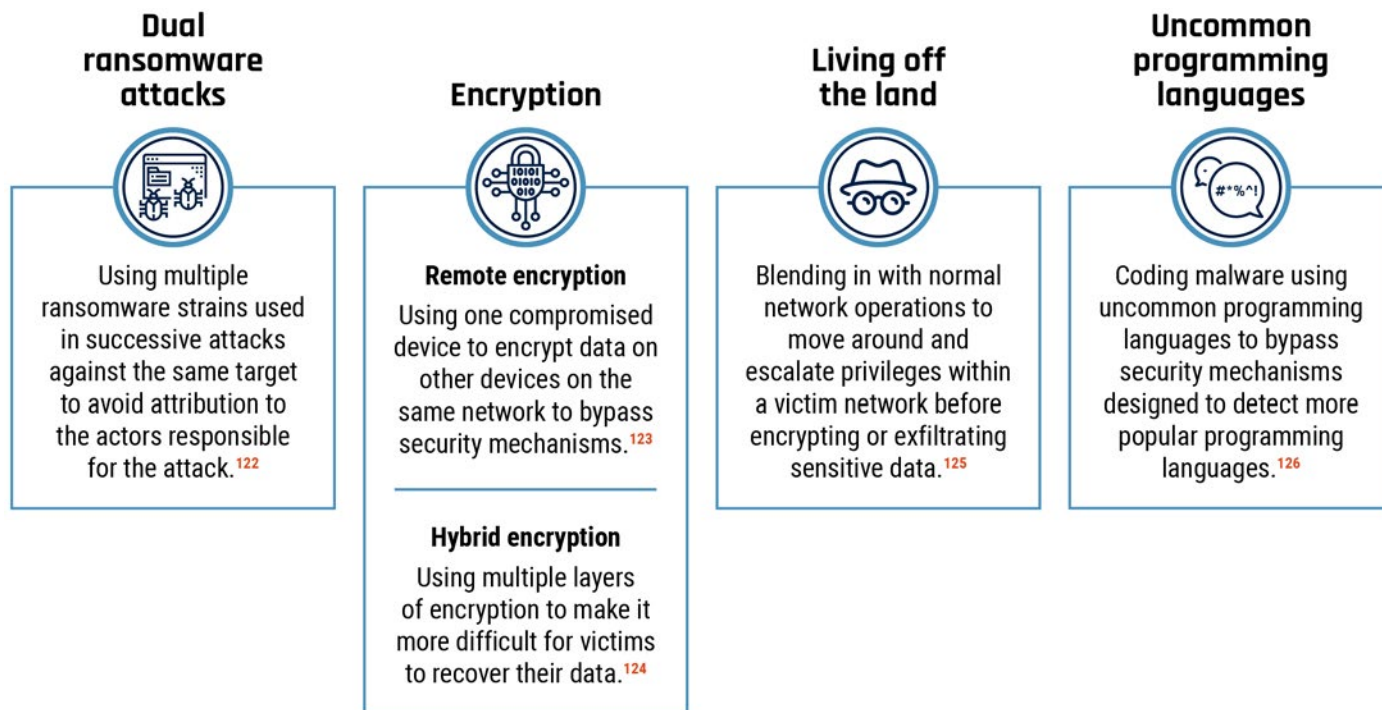 Dual
ransomware
attacks
Using multiple
ransomware strains used
in successive attacks
against the same target
to avoid attribution to
the actors responsible
for the attack.122
Encryption
10101
01010
010
Remote encryption
Using one compromised
device to encrypt data on
other devices on the
same network to bypass
security mechanisms.123
Hybrid encryption
Using multiple layers
of encryption to make it
more difficult for victims
to recover their data.124
Living off
the land
Blending in with normal
network operations to
move around and
escalate privileges within
a victim network before
encrypting or exfiltrating
sensitive data.125
Uncommon
programming
languages
#*%^!
Coding malware using
uncommon programming
languages to bypass
security mechanisms
designed to detect more
popular programming
languages.126